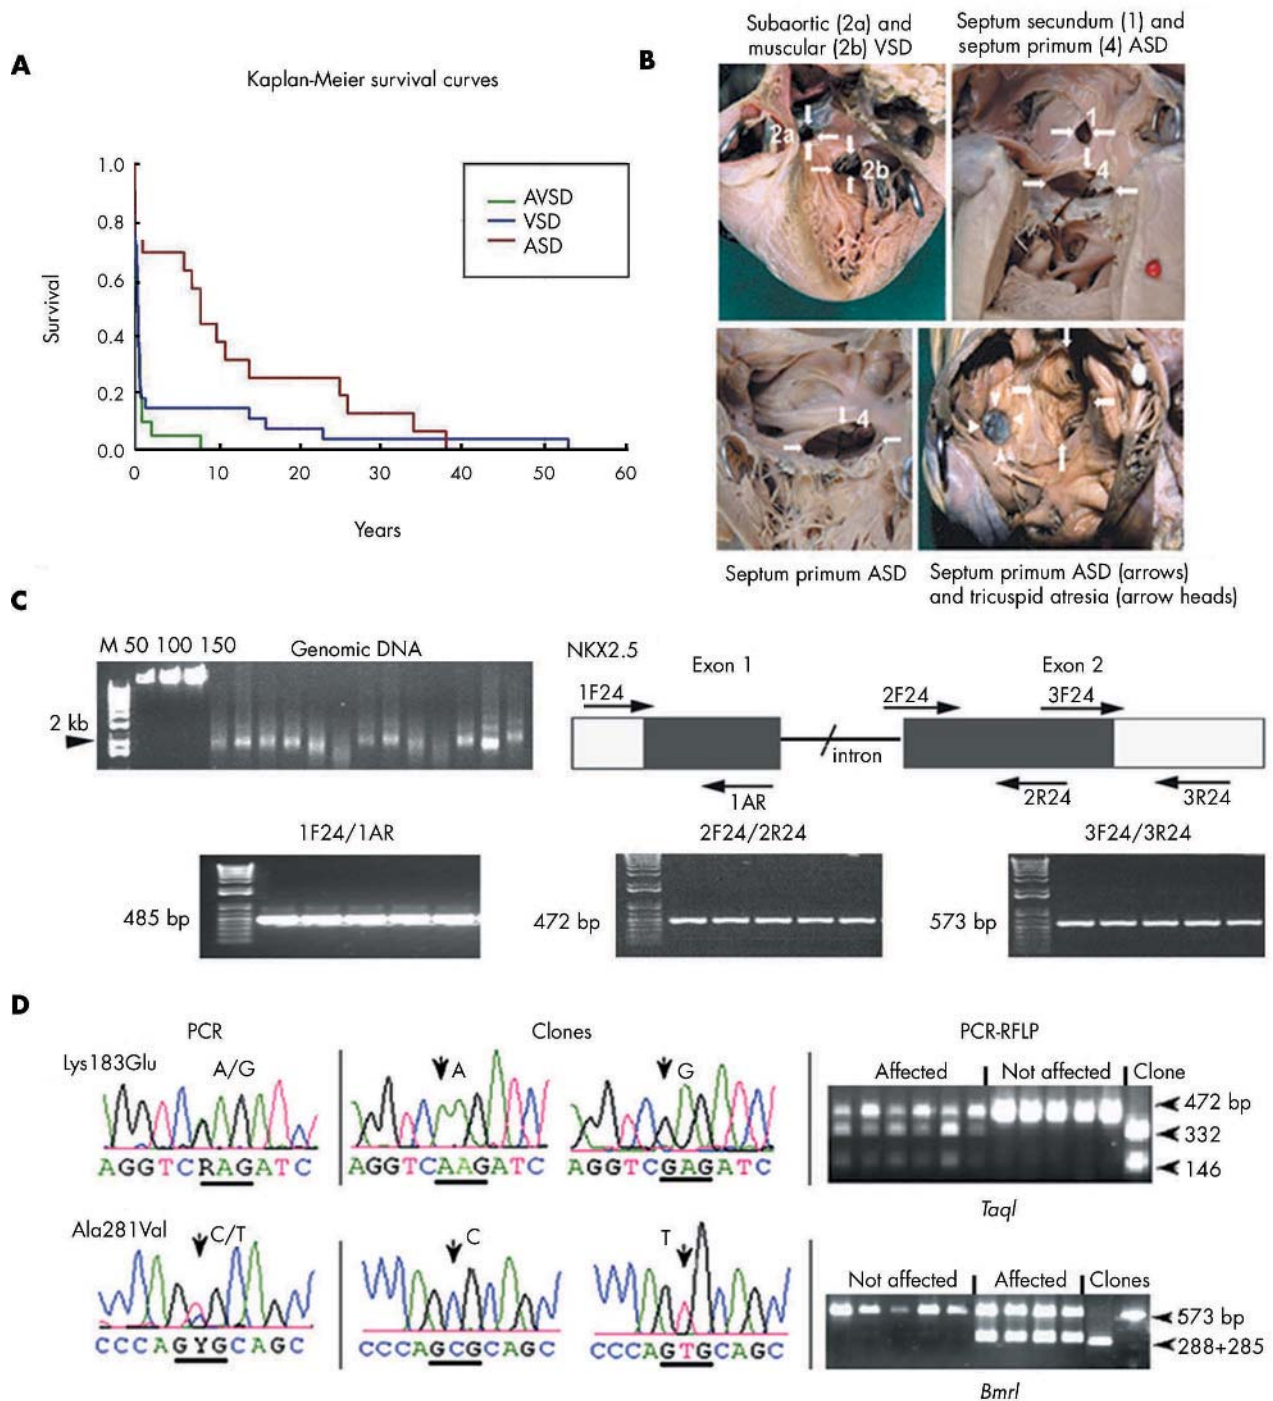 A
Kaplan-Meier survival curves
Survival
1.0
0.8
0.6
0.4
0.2
0.0
0 10 20 30 40 50 60
Years
AVSD
VSD
ASD
B
Subaortic (2a) and
muscular (2b) VSD
Septum secundum (1) and
septum primum (4) ASD
2a
2b
1
4
4
Septum primum ASD
Septum primum ASD (arrows)
and tricuspid atresia (arrow heads)
C
M 50 100 150
Genomic DNA
2 kb
NKX2.5
Exon 1
Exon 2
1F24
2F24
3F24
intron
1AR
2R24
3R24
1F24/1AR
2F24/2R24
3F24/3R24
485 bp
472 bp
573 bp
D
PCR
Clones
PCR-RFLP
Lys183Glu
A/G
A
G
AGGTCRAGATC
AGGTCAAGATC
AGGTCGAGATC
Affected
Not affected
Clone
472 bp
332
146
TaqI
Ala281Val
C/T
C
T
CCCAGYGCAGC
CCCAGCGCAGC
CCCAGTGCAGC
Not affected
Affected
Clones
573 bp
288+285
BmrI